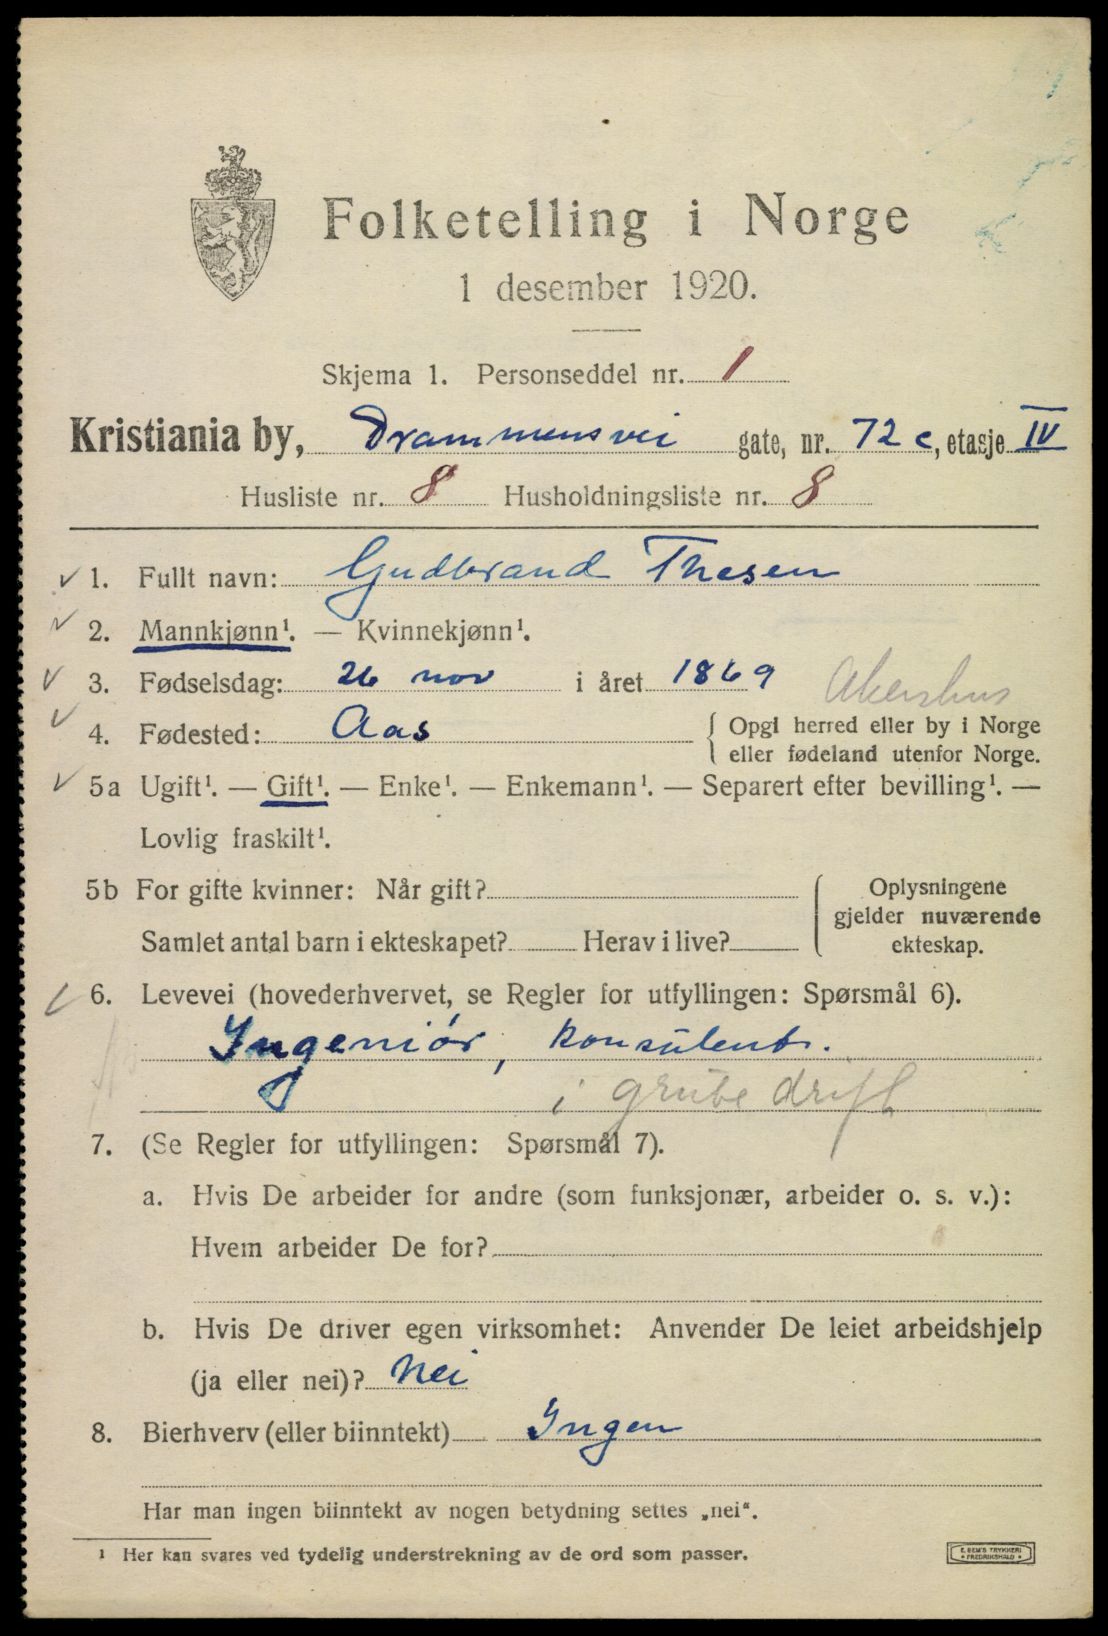 Folketelling i Norge
1 desember 1920.
Skjema 1. Personseddel nr. 1
Kristiania by, Drammensvei gate, nr. 72 c, etasje IV
Husliste nr. 8 Husholdningsliste nr. 8
1. Fullt navn: Gudbrand Thesen
2. Mannkjønn¹. — Kvinnekjønn¹.
3. Fødselsdag: 26 nov i året 1869 Akershus
4. Fødested: Aas { Opgi herred eller by i Norge
eller fødeland utenfor Norge.
5a Ugift¹. — Gift¹. — Enke¹. — Enkemann¹. — Separert efter bevilling¹. —
Lovlig fraskilt¹.
5b For gifte kvinner: Når gift? { Oplysningene
gjelder nuværende
Samlet antal barn i ekteskapet? Herav i live? ekteskap.
6. Levevei (hovederhvervet, se Regler for utfyllingen: Spørsmål 6).
Ingeniór, konsulent.
i grube drift
7. (Se Regler for utfyllingen: Spørsmål 7).
a. Hvis De arbeider for andre (som funksjonær, arbeider o. s. v.):
Hvem arbeider De for?
b. Hvis De driver egen virksomhet: Anvender De leiet arbeidshjelp
(ja eller nei)? Nei
8. Bierhverv (eller biinntekt) Ingen
Har man ingen biinntekt av nogen betydning settes „nei“.
¹ Her kan svares ved tydelig understrekning av de ord som passer.
E. SEM'S TRYKKERI
FREDRIKSHALD